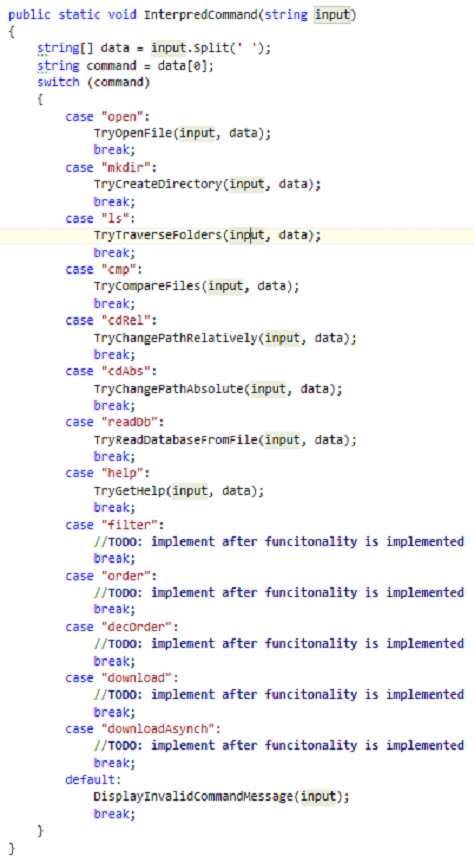 public static void InterpredCommand(string input)
{
    string[] data = input.Split(' ');
    string command = data[0];
    switch (command)
    {
        case "open":
            TryOpenFile(input, data);
            break;
        case "mkdir":
            TryCreateDirectory(input, data);
            break;
        case "ls":
            TryTraverseFolders(input, data);
            break;
        case "cmp":
            TryCompareFiles(input, data);
            break;
        case "cdRel":
            TryChangePathRelatively(input, data);
            break;
        case "cdAbs":
            TryChangePathAbsolute(input, data);
            break;
        case "readDb":
            TryReadDatabaseFromFile(input, data);
            break;
        case "help":
            TryGetHelp(input, data);
            break;
        case "filter":
            //TODO: implement after funcitonality is implemented
            break;
        case "order":
            //TODO: implement after funcitonality is implemented
            break;
        case "decOrder":
            //TODO: implement after funcitonality is implemented
            break;
        case "download":
            //TODO: implement after funcitonality is implemented
            break;
        case "downloadAsynch":
            //TODO: implement after funcitonality is implemented
            break;
        default:
            DisplayInvalidCommandMessage(input);
            break;
    }
}